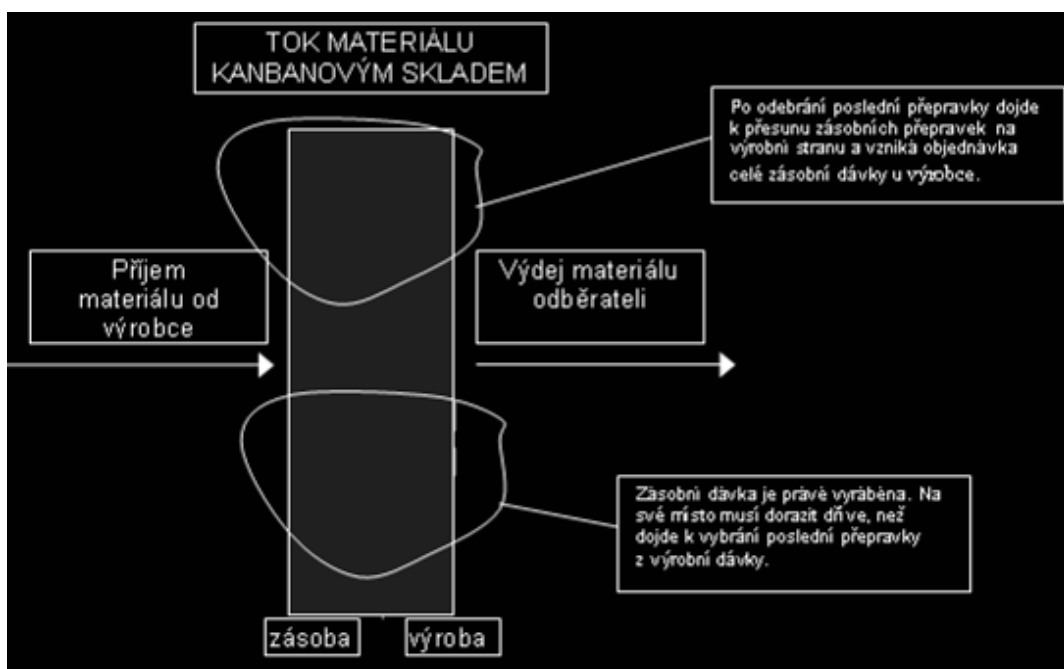 TOK MATERIÁLU
KANBANOVÝM SKLADEM
Po odebrání poslední přepravky dojde
k přesunu zásobních přepravek na
výrobní stranu a vzniká objednávka
celé zásobní dávky u výrobce.
Příjem
materiálu od
výrobce
Výdej materiálu
odběrateli
Zásobní dávka je právě vyráběna. Na
své místo musí dorazit dříve, než
dojde k vybrání poslední přepravky
z výrobní dávky.
zásoba
výroba